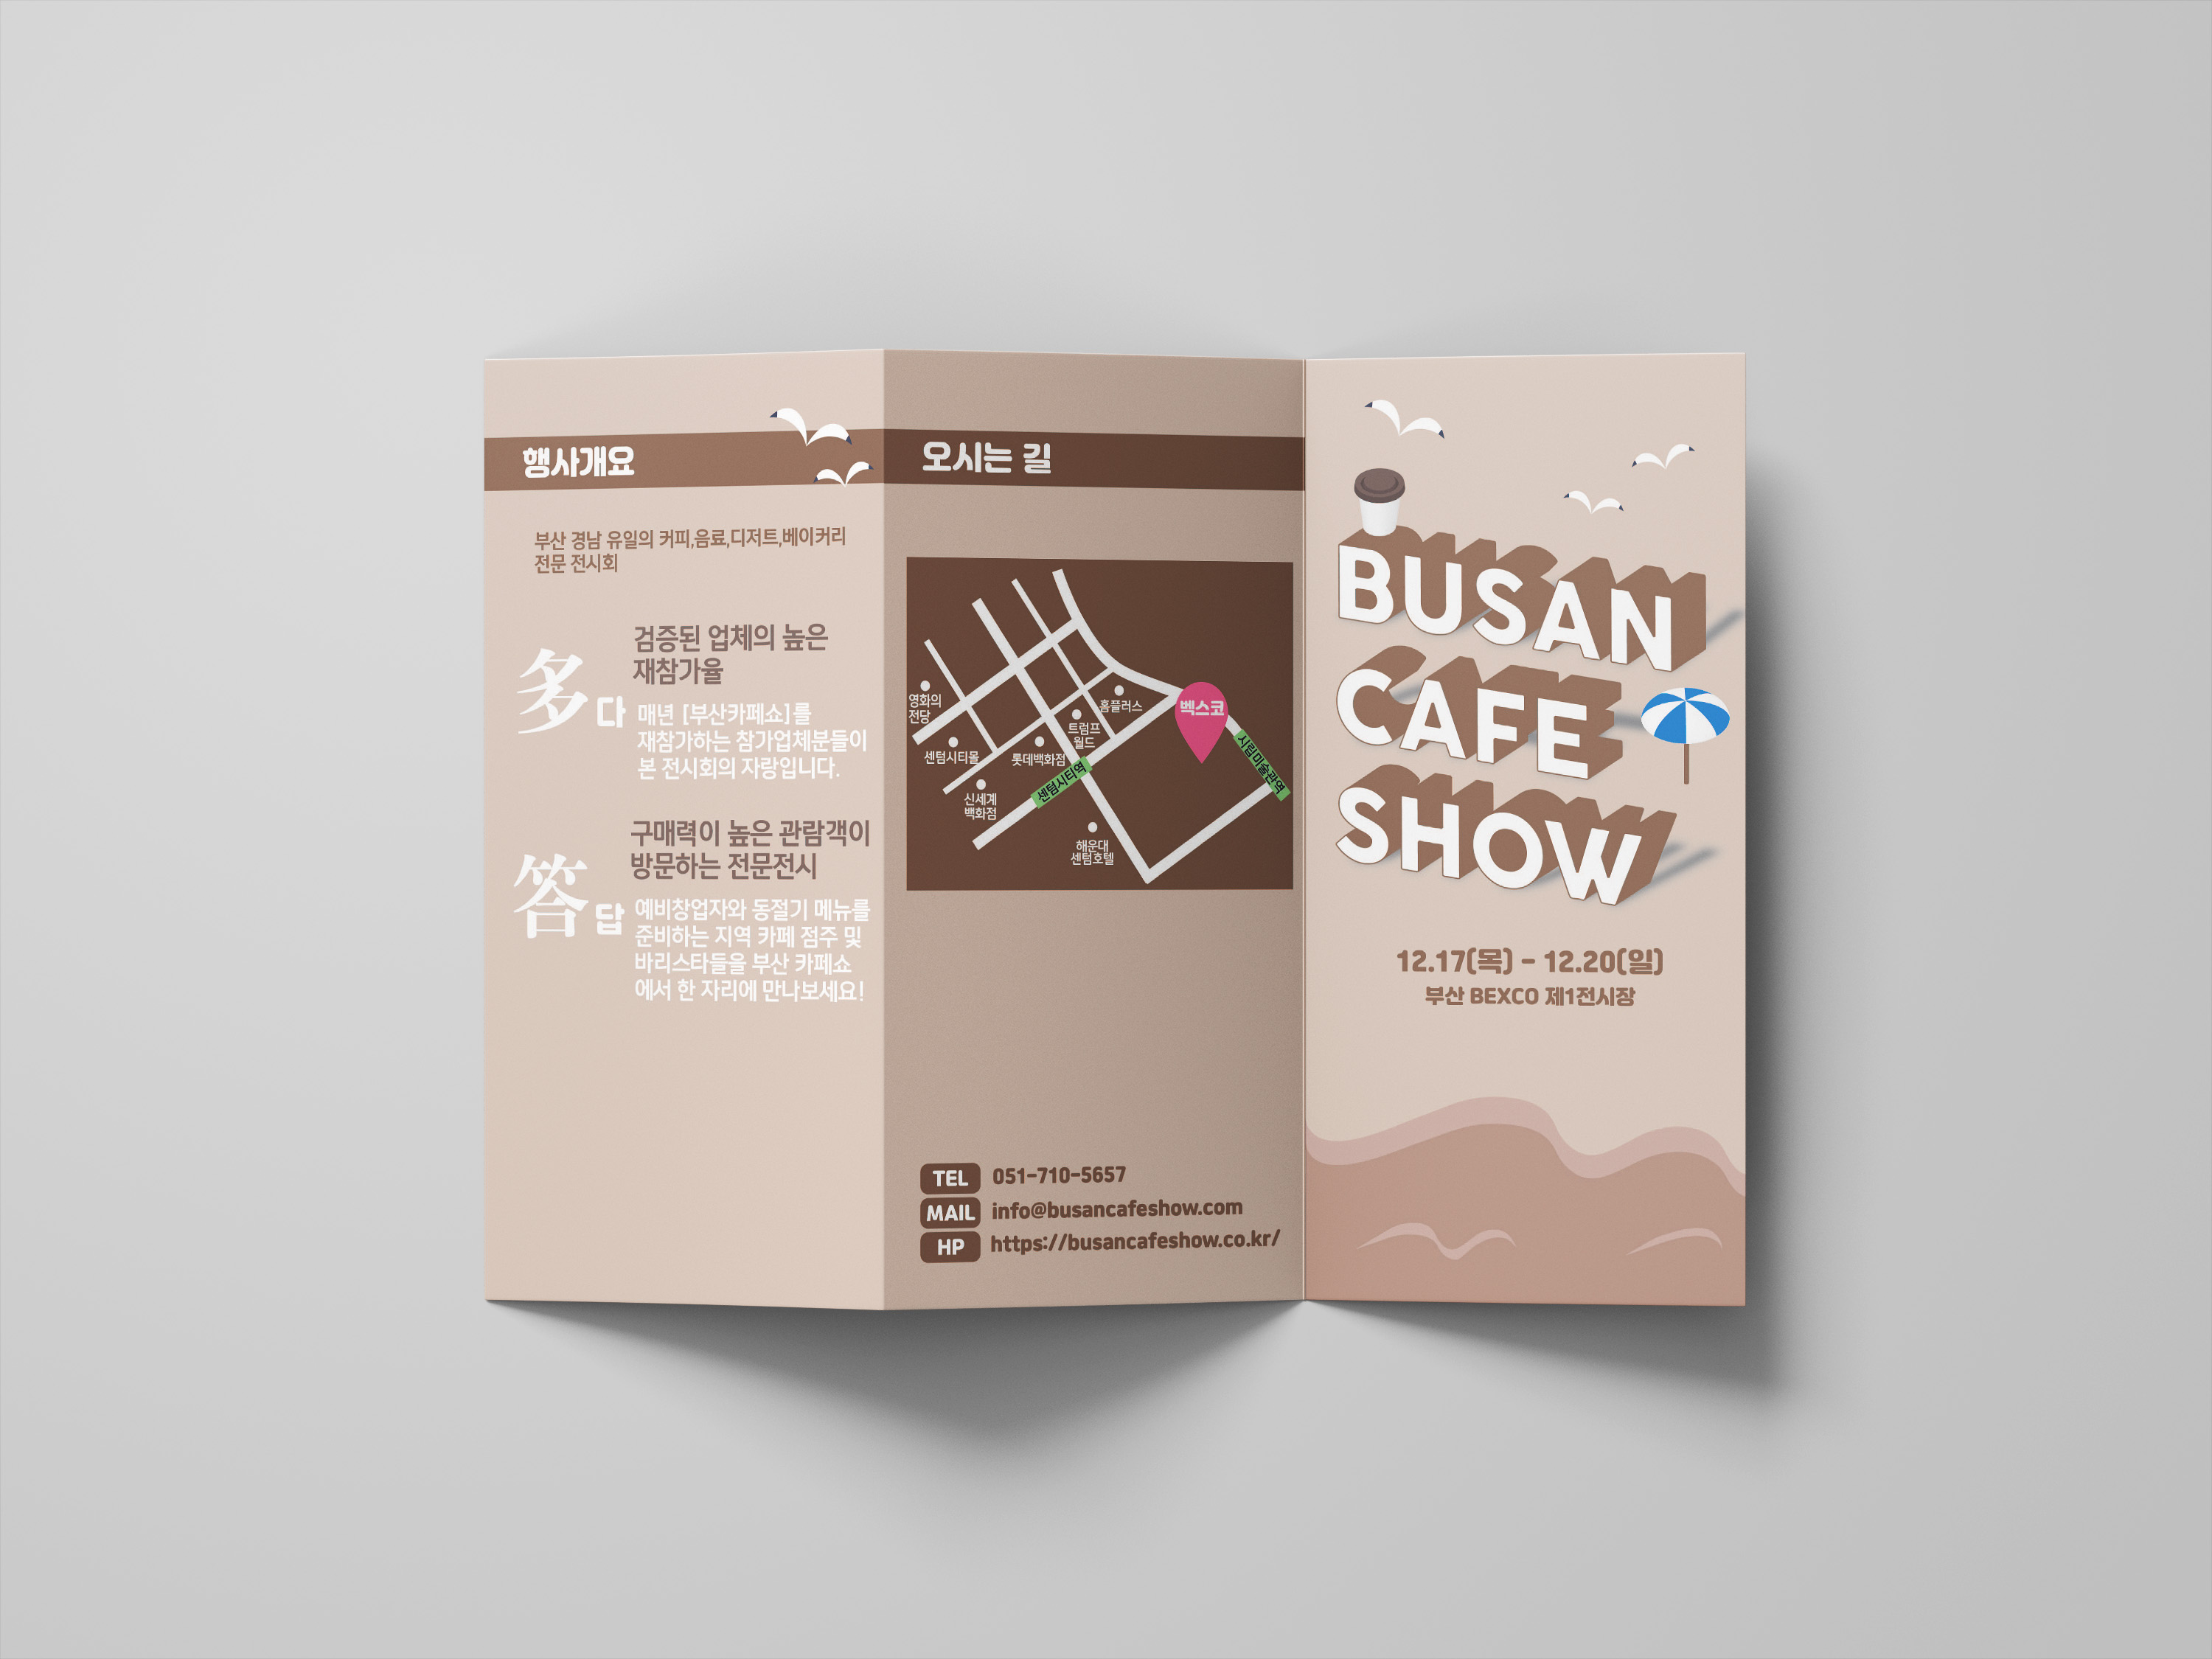 행사개요
부산 경남 유일의 커피,음료,디저트,베이커리
전문 전시회
多 다
검증된 업체의 높은
재참가율
매년 [부산카페쇼]를
재참가하는 참가업체분들이
본 전시회의 자랑입니다.
答 답
구매력이 높은 관람객이
방문하는 전문전시
예비창업자와 동절기 메뉴를
준비하는 지역 카페 점주 및
바리스타들을 부산 카페쇼
에서 한 자리에 만나보세요!
오시는 길
영화의
전당
센텀시티몰
신세계
백화점
롯데백화점
트럼프
월드
홈플러스
벡스코
센텀시티역
시립미술관역
해운대
센텀호텔
TEL 051-710-5657
MAIL info@busancafeshow.com
HP https://busancafeshow.co.kr/
BUSAN
CAFE
SHOW
12.17(목) - 12.20(일)
부산 BEXCO 제1전시장